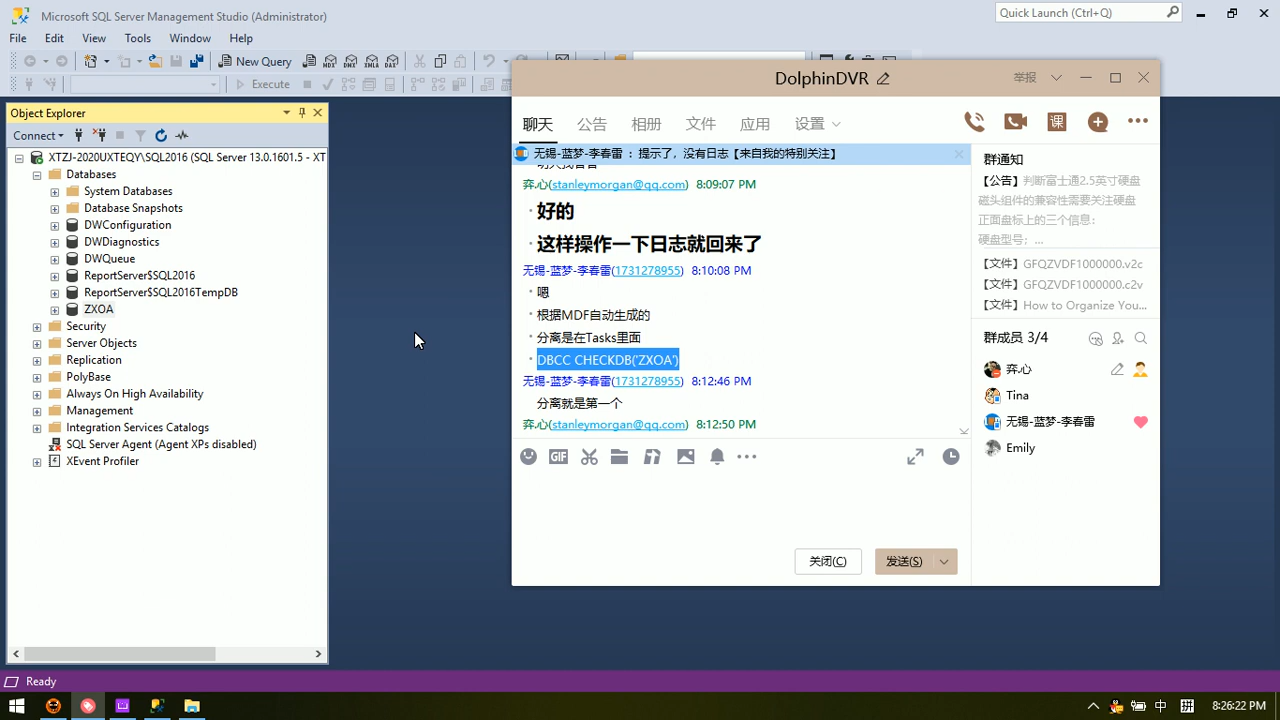 Microsoft SQL Server Management Studio (Administrator)
Quick Launch (Ctrl+Q)
File Edit View Tools Window Help
New Query
Execute
Object Explorer
Connect
XTZJ-2020UXTEQY\SQL2016 (SQL Server 13.0.1601.5 - XT
Databases
System Databases
Database Snapshots
DWConfiguration
DWDiagnostics
DWQueue
ReportServer$SQL2016
ReportServer$SQL2016TempDB
ZXOA
Security
Server Objects
Replication
PolyBase
Always On High Availability
Management
Integration Services Catalogs
SQL Server Agent (Agent XPs disabled)
XEvent Profiler
DolphinDVR
举报
聊天 公告 相册 文件 应用 设置
课
无锡-蓝梦-李春雷 : 提示了，没有日志【来自我的特别关注】
弈.心(stanleymorgan@qq.com) 8:09:07 PM
好的
这样操作一下日志就回来了
无锡-蓝梦-李春雷(1731278955) 8:10:08 PM
嗯
根据MDF自动生成的
分离是在Tasks里面
DBCC CHECKDB('ZXOA')
无锡-蓝梦-李春雷(1731278955) 8:12:46 PM
分离就是第一个
弈.心(stanleymorgan@qq.com) 8:12:50 PM
GIF
关闭(C)
发送(S)
群通知
【公告】判断富士通2.5英寸硬盘
磁头组件的兼容性需要关注硬盘
正面盘标上的三个信息:
硬盘型号；...
【文件】GFQZVDF1000000.v2c
【文件】GFQZVDF1000000.c2v
【文件】How to Organize You...
群成员 3/4
弈.心
Tina
无锡-蓝梦-李春雷
Emily
Ready
中
拼
8:26:22 PM